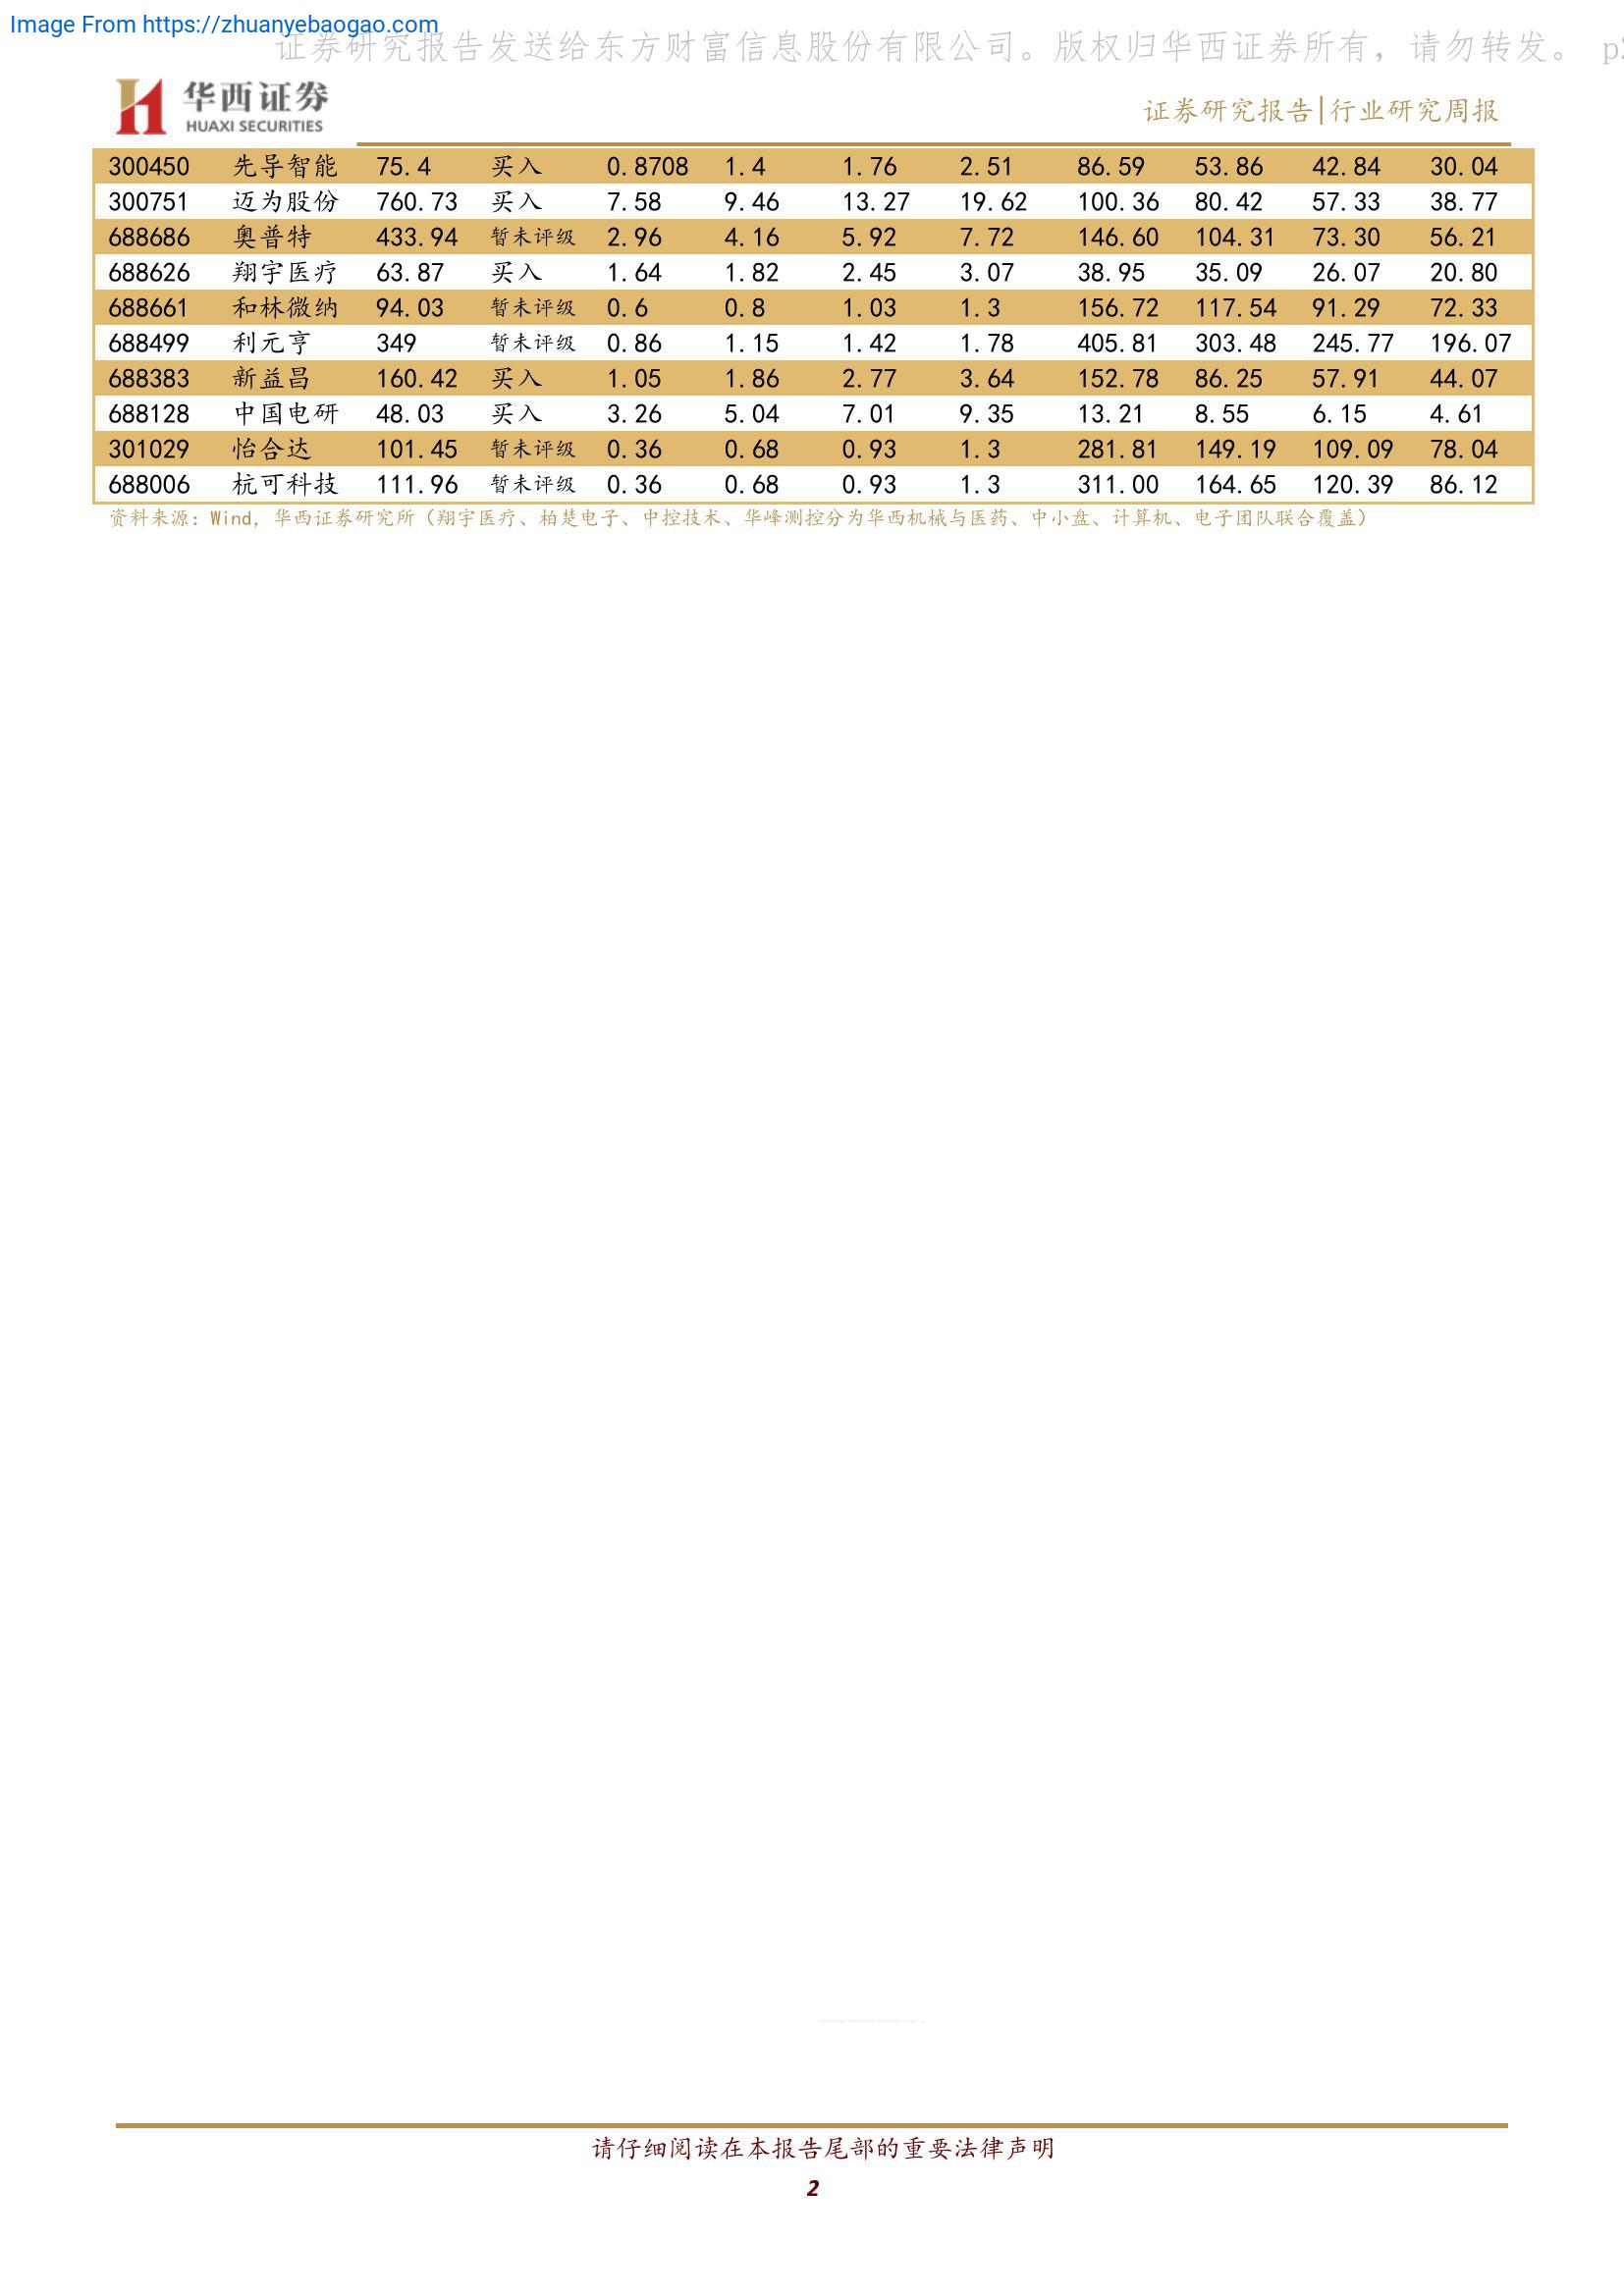 Image From https://zhuanyebaogao.com
证券研究报告发送给东方财富信息股份有限公司。版权归华西证券所有，请勿转发。 p2
华西证券
HUAXI SECURITIES
证券研究报告|行业研究周报
300450 先导智能 75.4 买入 0.8708 1.4 1.76 2.51 86.59 53.86 42.84 30.04
300751 迈为股份 760.73 买入 7.58 9.46 13.27 19.62 100.36 80.42 57.33 38.77
688686 奥普特 433.94 暂未评级 2.96 4.16 5.92 7.72 146.60 104.31 73.30 56.21
688626 翔宇医疗 63.87 买入 1.64 1.82 2.45 3.07 38.95 35.09 26.07 20.80
688661 和林微纳 94.03 暂未评级 0.6 0.8 1.03 1.3 156.72 117.54 91.29 72.33
688499 利元亨 349 暂未评级 0.86 1.15 1.42 1.78 405.81 303.48 245.77 196.07
688383 新益昌 160.42 买入 1.05 1.86 2.77 3.64 152.78 86.25 57.91 44.07
688128 中国电研 48.03 买入 3.26 5.04 7.01 9.35 13.21 8.55 6.15 4.61
301029 怡合达 101.45 暂未评级 0.36 0.68 0.93 1.3 281.81 149.19 109.09 78.04
688006 杭可科技 111.96 暂未评级 0.36 0.68 0.93 1.3 311.00 164.65 120.39 86.12
资料来源：Wind，华西证券研究所（翔宇医疗、柏楚电子、中控技术、华峰测控分为华西机械与医药、中小盘、计算机、电子团队联合覆盖）
请仔细阅读在本报告尾部的重要法律声明
2